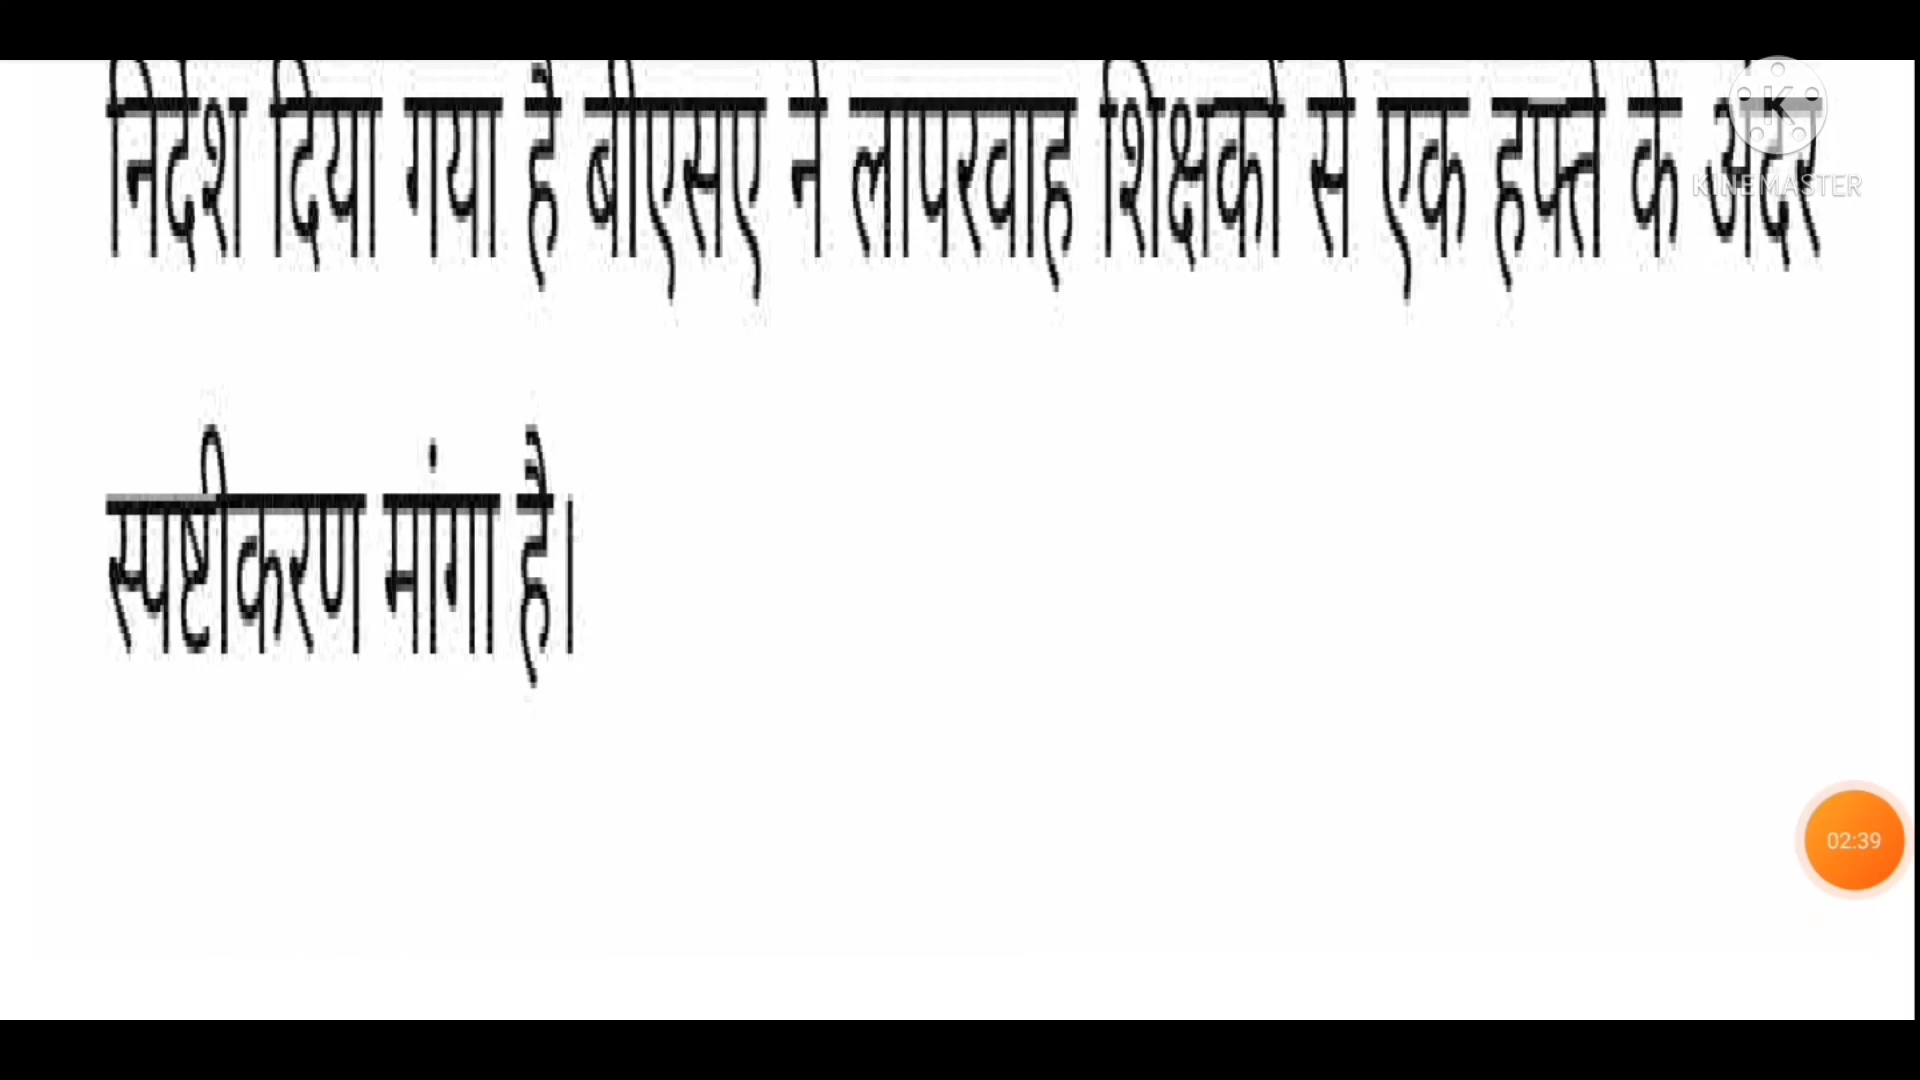 निर्देश दिया गया है बीएसए ने लापरवाह शिक्षकों से एक हफ्ते के अंदर
स्पष्टीकरण मांगा है।
KINEMASTER
02:39